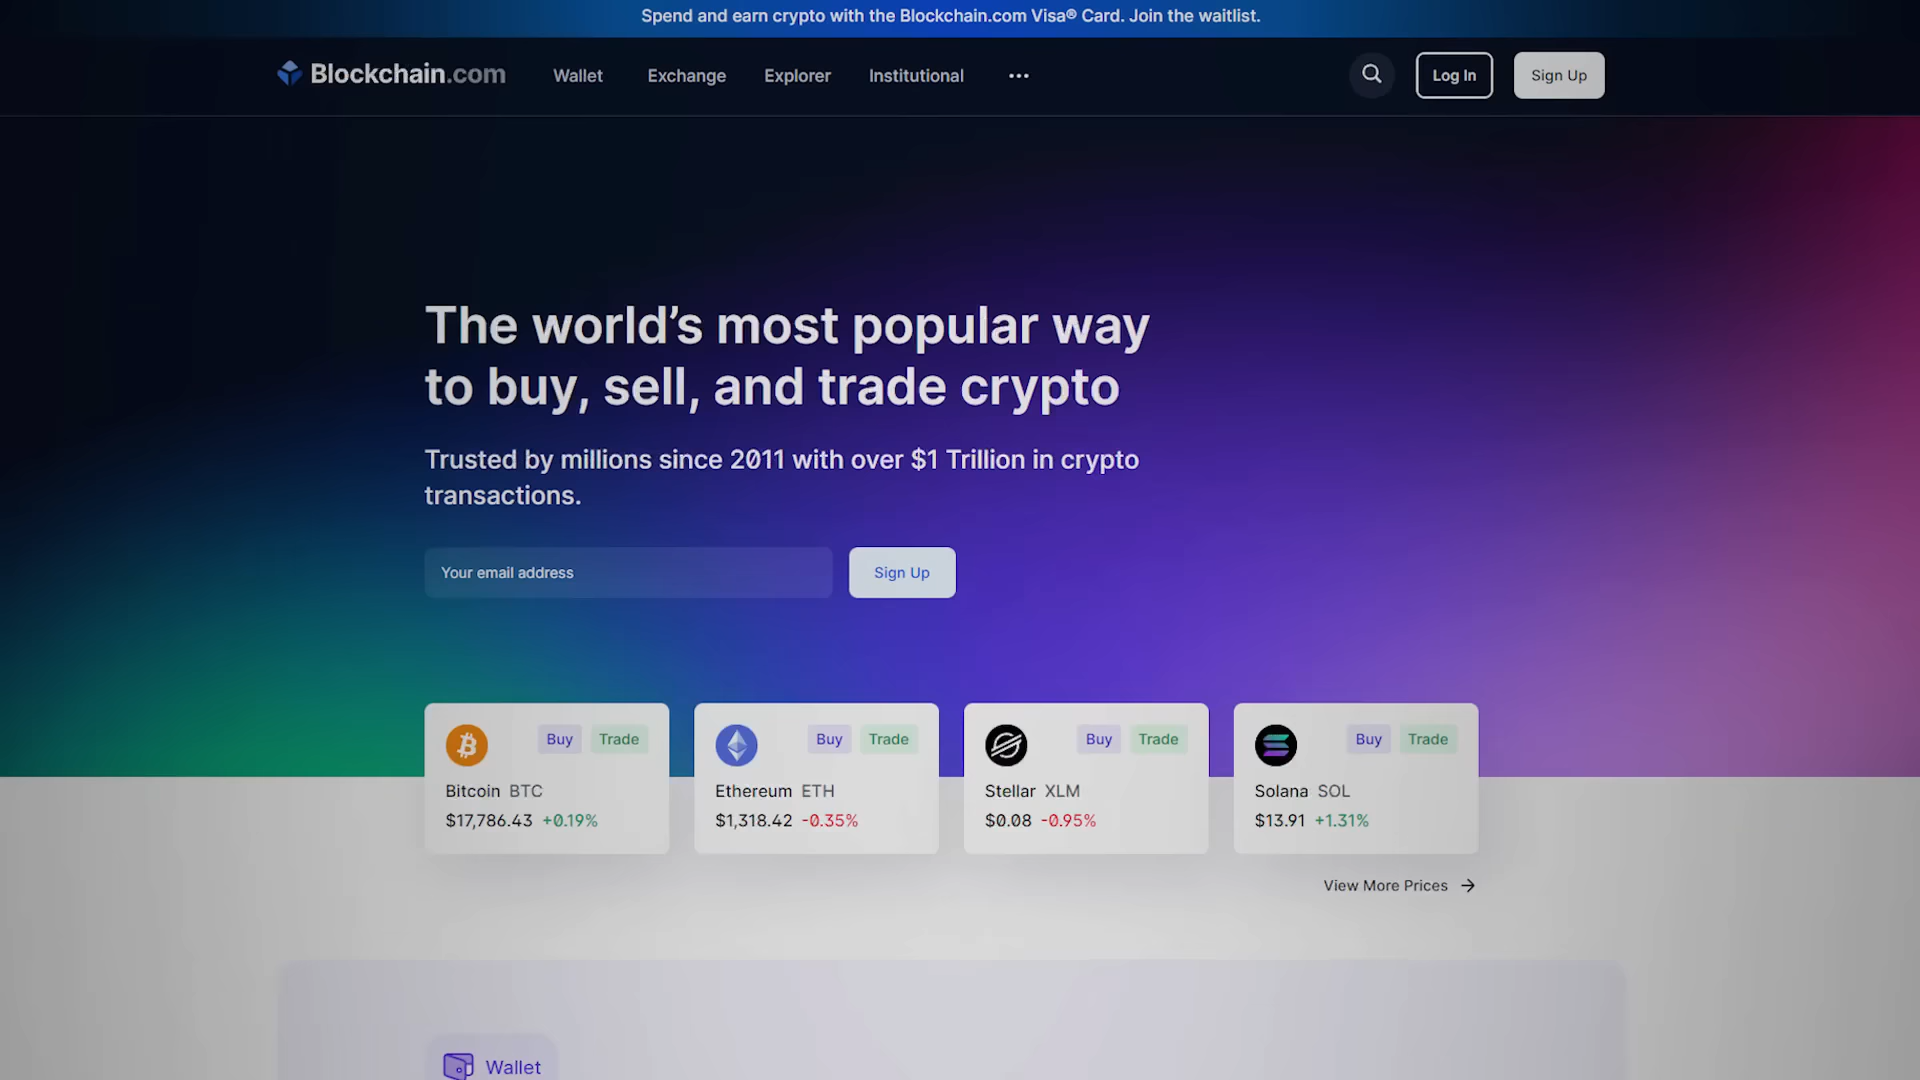 Spend and earn crypto with the Blockchain.com Visa® Card. Join the waitlist.
Blockchain.com Wallet Exchange Explorer Institutional ••• Log In Sign Up
The world’s most popular way
to buy, sell, and trade crypto
Trusted by millions since 2011 with over $1 Trillion in crypto
transactions.
Your email address Sign Up
Buy Trade Buy Trade Buy Trade Buy Trade
Bitcoin BTC Ethereum ETH Stellar XLM Solana SOL
$17,786.43 +0.19% $1,318.42 -0.35% $0.08 -0.95% $13.91 +1.31%
View More Prices →
Wallet